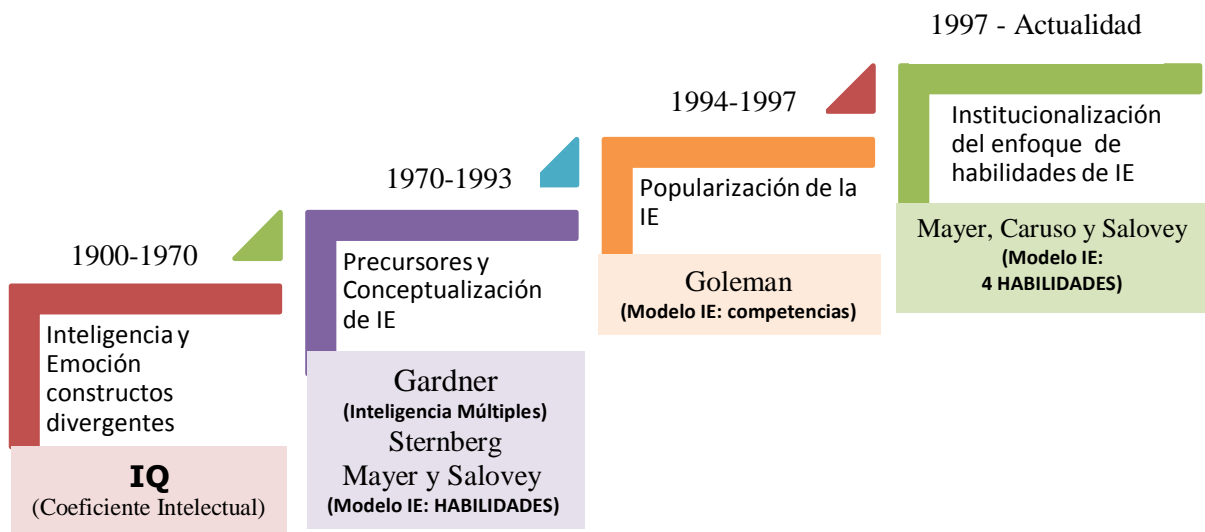 1900-1970
Inteligencia y
Emoción
constructos
divergentes
IQ
(Coeficiente Intelectual)
1970-1993
Precursores y
Conceptualización
de IE
Gardner
(Inteligencia Múltiples)
Sternberg
Mayer y Salovey
(Modelo IE: HABILIDADES)
1994-1997
Popularización de la
IE
Goleman
(Modelo IE: competencias)
1997 - Actualidad
Institucionalización
del enfoque de
habilidades de IE
Mayer, Caruso y Salovey
(Modelo IE:
4 HABILIDADES)